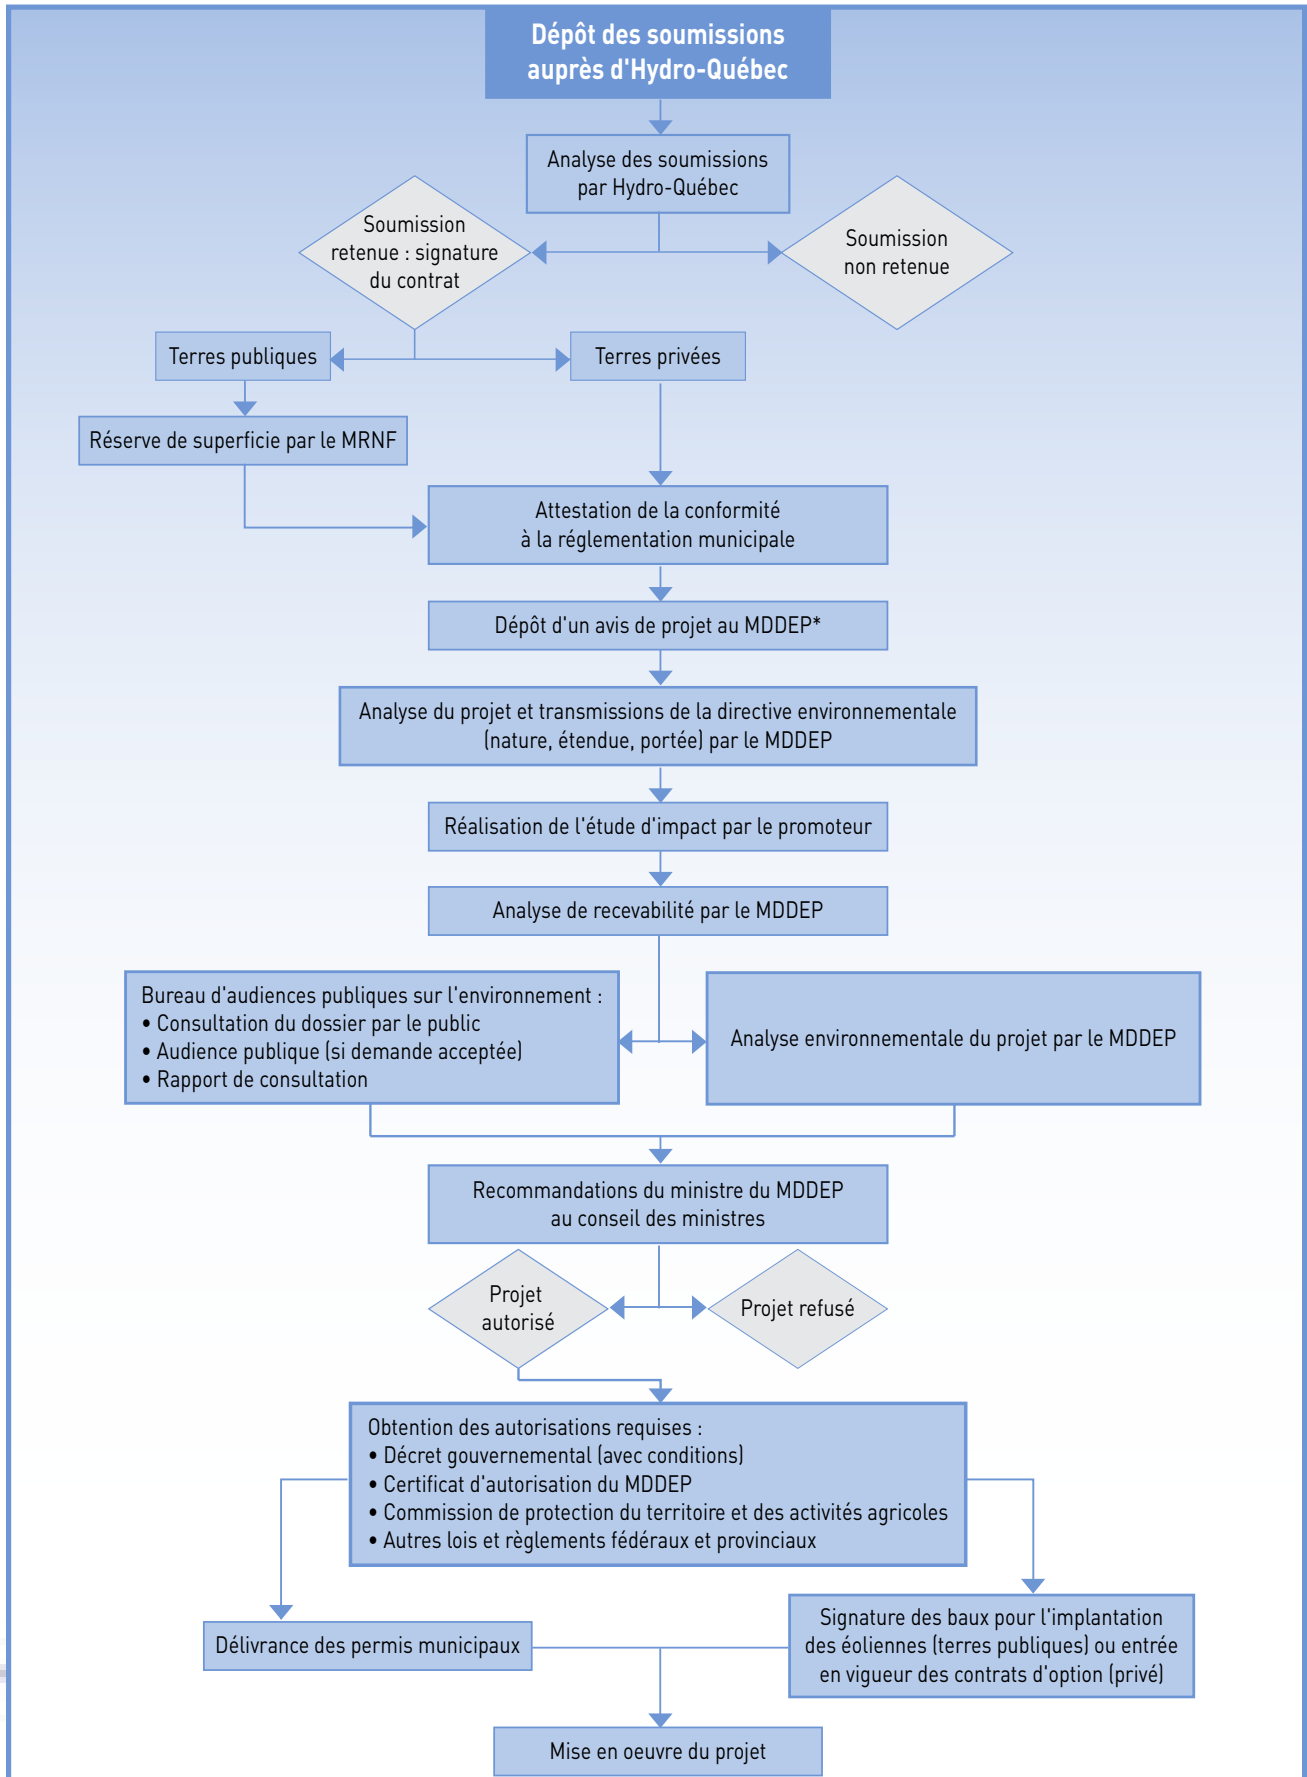 Dépôt des soumissions
auprès d'Hydro-Québec
Analyse des soumissions
par Hydro-Québec
Soumission
retenue : signature
du contrat
Soumission
non retenue
Terres publiques
Terres privées
Réserve de superficie par le MRNF
Attestation de la conformité
à la réglementation municipale
Dépôt d'un avis de projet au MDDEP*
Analyse du projet et transmissions de la directive environnementale
(nature, étendue, portée) par le MDDEP
Réalisation de l'étude d'impact par le promoteur
Analyse de recevabilité par le MDDEP
Bureau d'audiences publiques sur l'environnement :
• Consultation du dossier par le public
• Audience publique (si demande acceptée)
• Rapport de consultation
Analyse environnementale du projet par le MDDEP
Recommandations du ministre du MDDEP
au conseil des ministres
Projet
autorisé
Projet refusé
Obtention des autorisations requises :
• Décret gouvernemental (avec conditions)
• Certificat d'autorisation du MDDEP
• Commission de protection du territoire et des activités agricoles
• Autres lois et règlements fédéraux et provinciaux
Délivrance des permis municipaux
Signature des baux pour l'implantation
des éoliennes (terres publiques) ou entrée
en vigueur des contrats d'option (privé)
Mise en oeuvre du projet